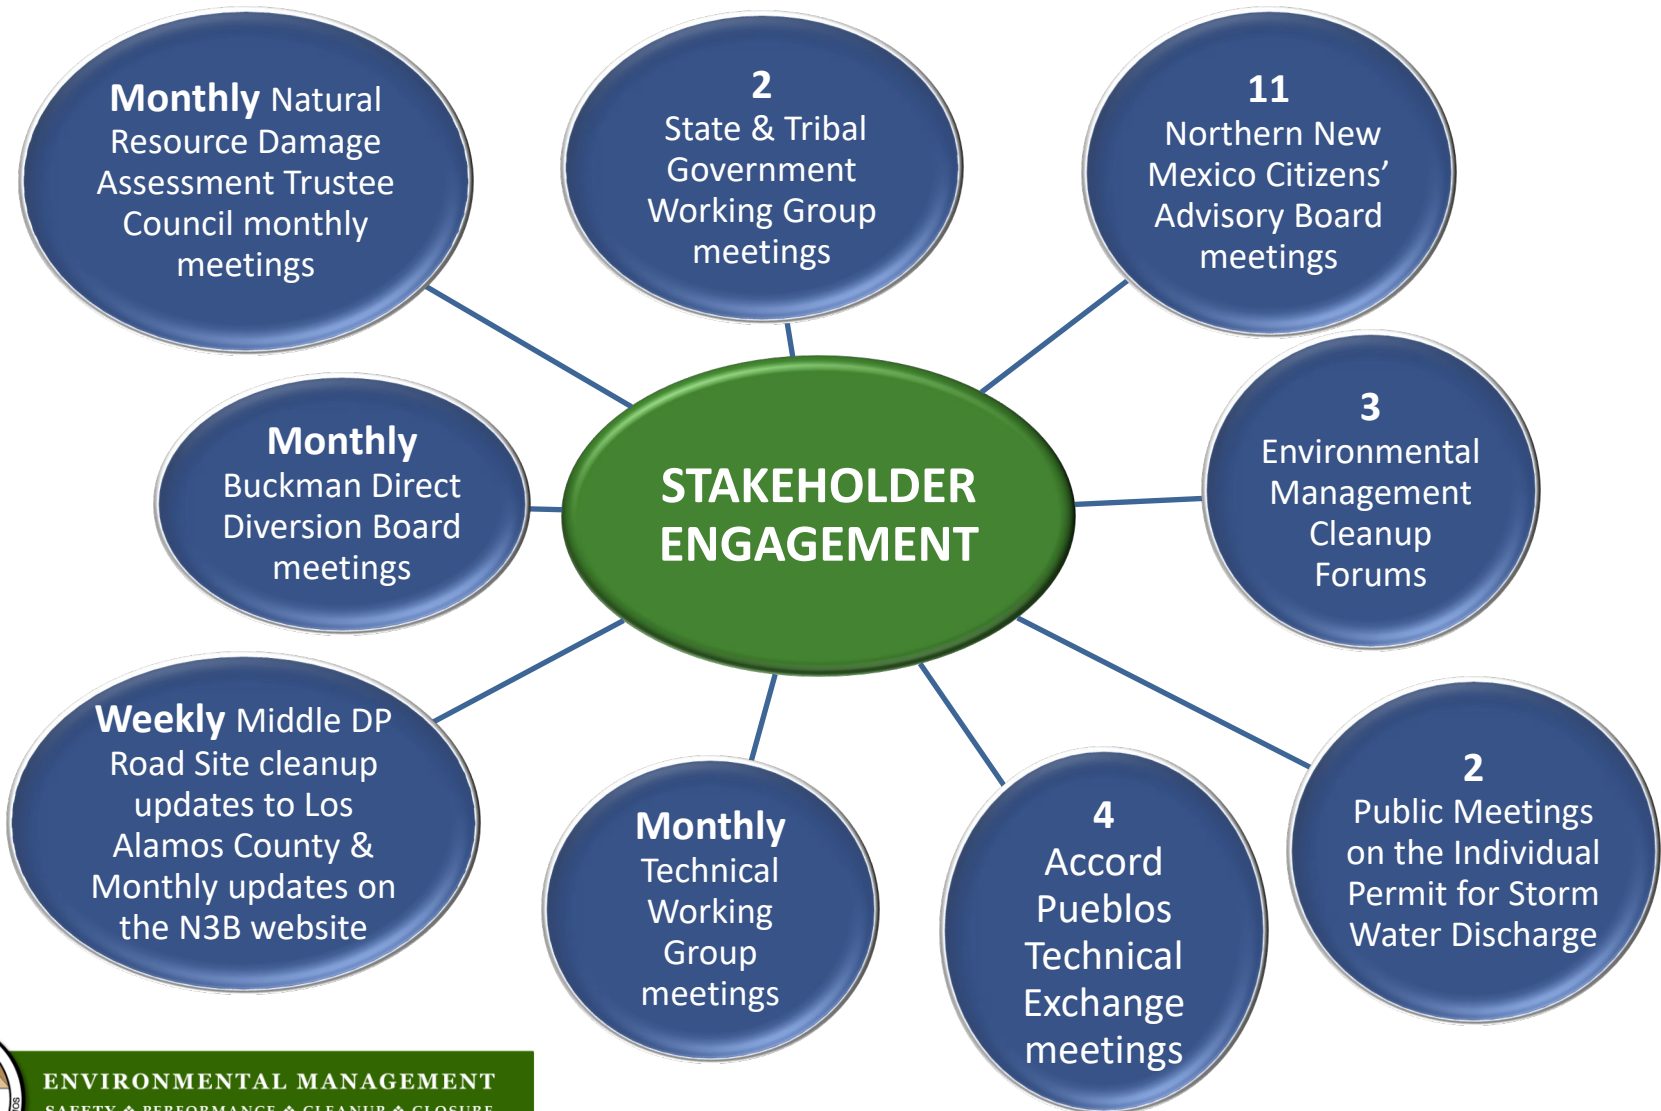 Monthly Natural
Resource Damage
Assessment Trustee
Council monthly
meetings
2
State & Tribal
Government
Working Group
meetings
11
Northern New
Mexico Citizens’
Advisory Board
meetings
Monthly
Buckman Direct
Diversion Board
meetings
STAKEHOLDER
ENGAGEMENT
3
Environmental
Management
Cleanup
Forums
Weekly Middle DP
Road Site cleanup
updates to Los
Alamos County &
Monthly updates on
the N3B website
Monthly
Technical
Working
Group
meetings
4
Accord
Pueblos
Technical
Exchange
meetings
2
Public Meetings
on the Individual
Permit for Storm
Water Discharge
ENVIRONMENTAL MANAGEMENT
SAFETY ❖ PERFORMANCE ❖ CLEANUP ❖ CLOSURE